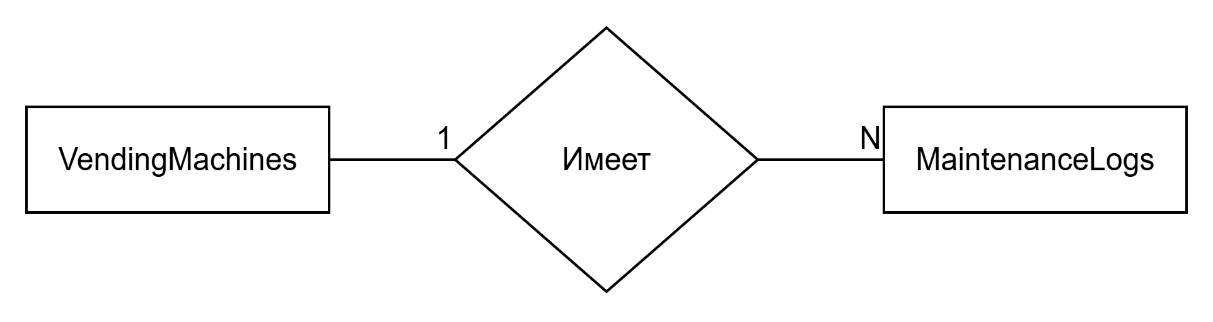 VendingMachines
1
Имеет
N
MaintenanceLogs